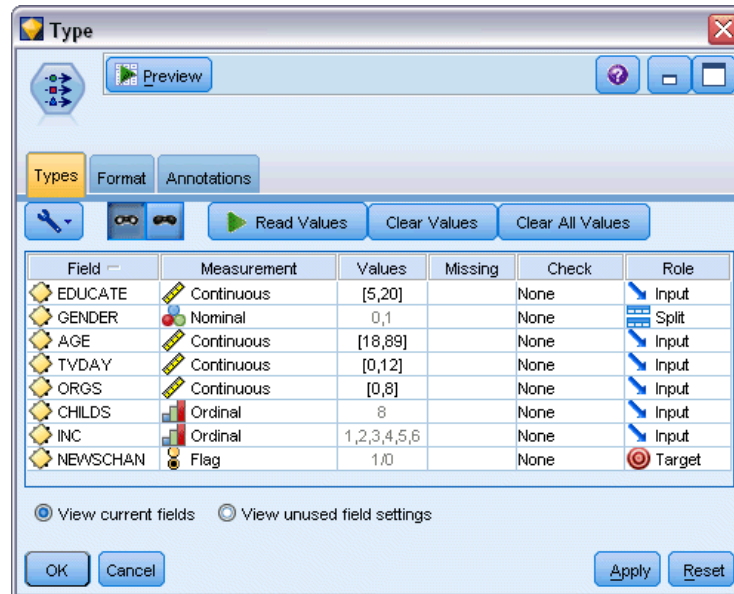 Type
Preview
Types Format Annotations
Read Values Clear Values Clear All Values
Field Measurement Values Missing Check Role
EDUCATE Continuous [5,20] None Input
GENDER Nominal 0,1 None Split
AGE Continuous [18,89] None Input
TVDAY Continuous [0,12] None Input
ORGS Continuous [0,8] None Input
CHILDS Ordinal 8 None Input
INC Ordinal 1,2,3,4,5,6 None Input
NEWSCHAN Flag 1/0 None Target
View current fields View unused field settings
OK Cancel Apply Reset